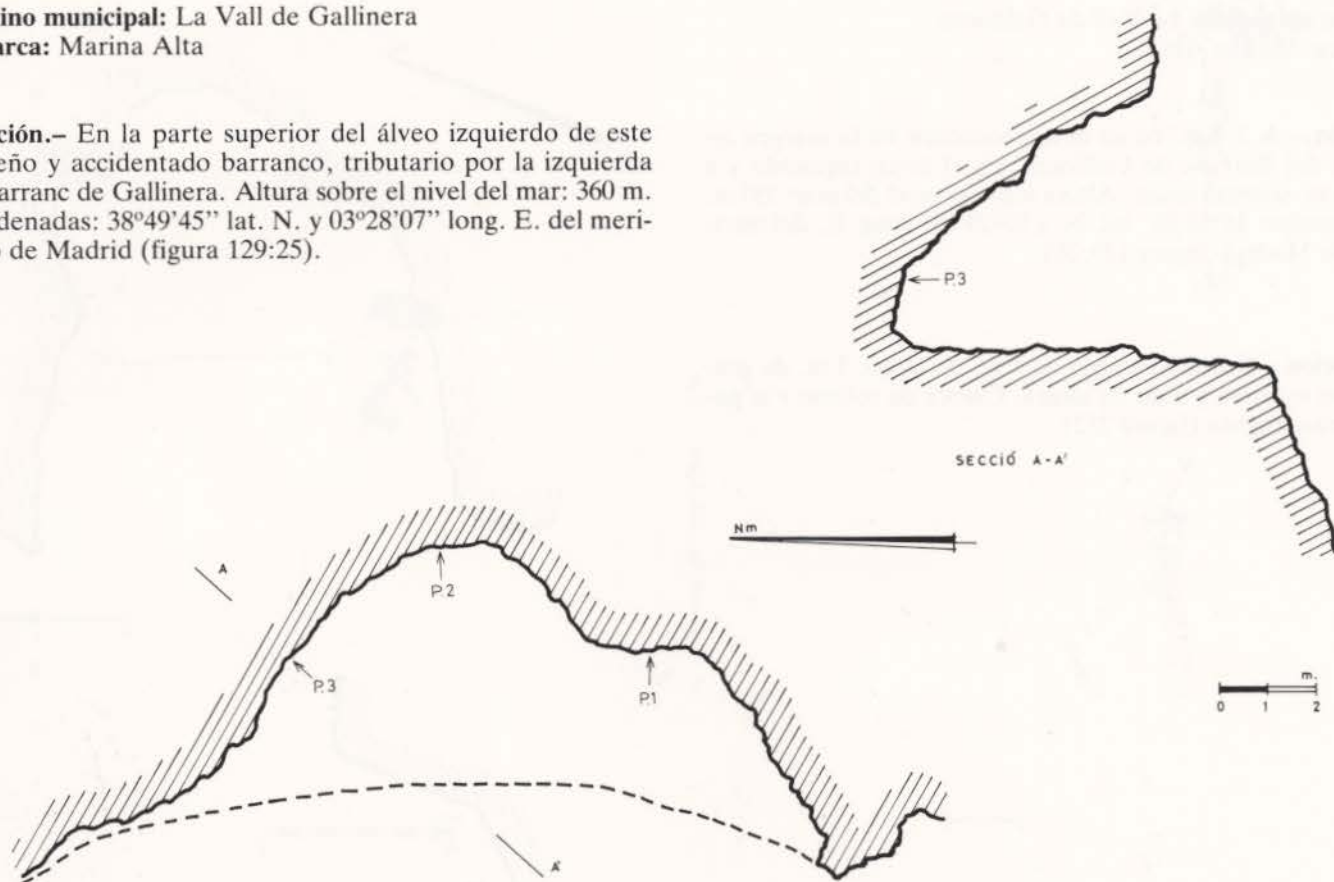 ino municipal: La Vall de Gallinera
arca: Marina Alta
ción.– En la parte superior del álveo izquierdo de este
eño y accidentado barranco, tributario por la izquierda
arranc de Gallinera. Altura sobre el nivel del mar: 360 m.
denadas: 38º49'45” lat. N. y 03º28'07” long. E. del meri-
o de Madrid (figura 129:25).
P.3
SECCIÓ A-A'
Nm
A
P.2
P.3
P.1
m.
0 1 2
A'